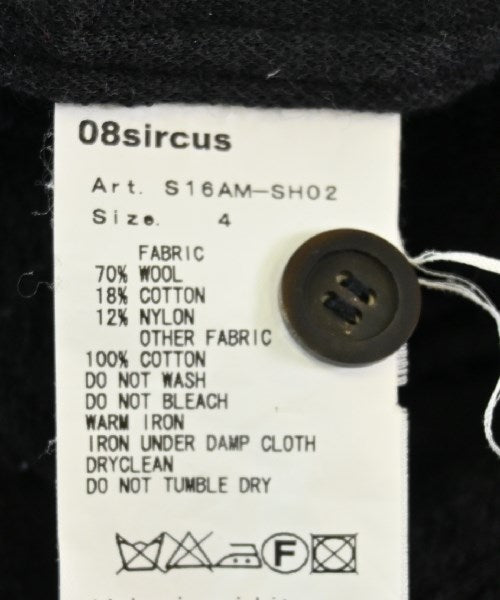 08sircus
Art. S16AM-SH02
Size. 4
FABRIC
70% WOOL
18% COTTON
12% NYLON
OTHER FABRIC
100% COTTON
DO NOT WASH
DO NOT BLEACH
WARM IRON
IRON UNDER DAMP CLOTH
DRYCLEAN
DO NOT TUMBLE DRY
F